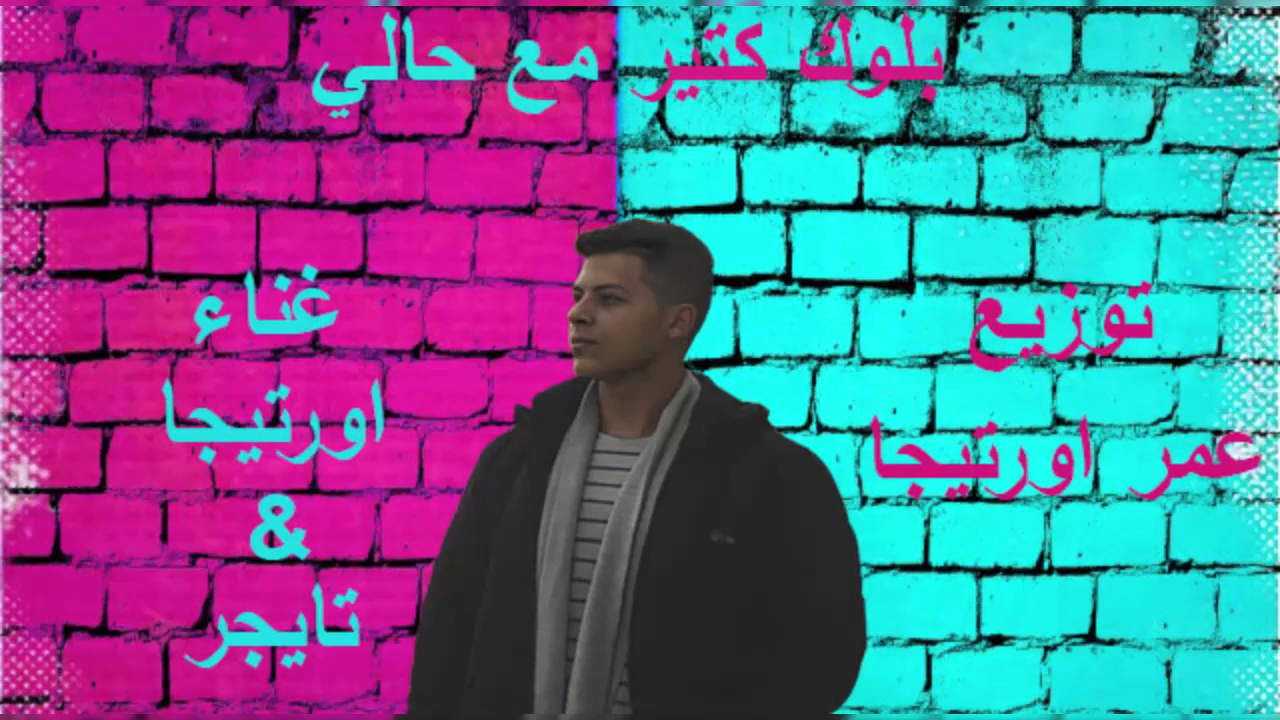 بلوك كتير مع حالي
توزيع
عمر اورتيجا
غناء
اورتيجا
&
تايجر